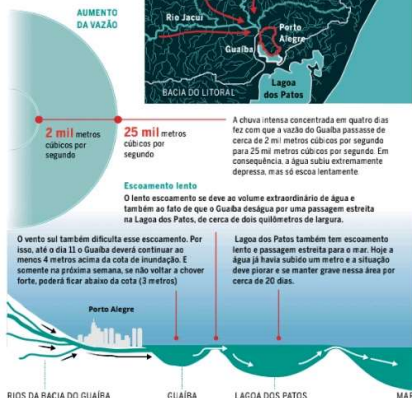 AUMENTO
DA VAZÃO
Rio Jacuí
Porto
Alegre
Guaíba
Lagoa
dos Patos
BACIA DO LITORAL
2 mil metros
cúbicos por
segundo
25 mil metros
cúbicos por
segundo
A chuva intensa concentrada em quatro dias
fez com que a vazão do Guaíba passasse de
cerca de 2 mil metros cúbicos por segundo
para 25 mil metros cúbicos por segundo. Em
consequência, a água subiu extremamente
depressa, mas só escoa lentamente.
Escoamento lento
O lento escoamento se deve ao volume extraordinário de água e
também ao fato de que o Guaíba deságua por uma passagem estreita
na Lagoa dos Patos, de cerca de dois quilômetros de largura.
O vento sul também dificulta esse escoamento. Por
isso, até o dia 11 o Guaíba deverá continuar ao
menos 4 metros acima da cota de inundação. E
somente na próxima semana, se não voltar a chover
forte, poderá ficar abaixo da cota (3 metros)
Lagoa dos Patos também tem escoamento
lento e passagem estreita para o mar. Hoje a
água já havia subido um metro e a situação
deve piorar e se manter grave nessa área por
cerca de 20 dias.
Porto Alegre
RIOS DA BACIA DO GUAÍBA
GUAÍBA
LAGOA DOS PATOS
MAR